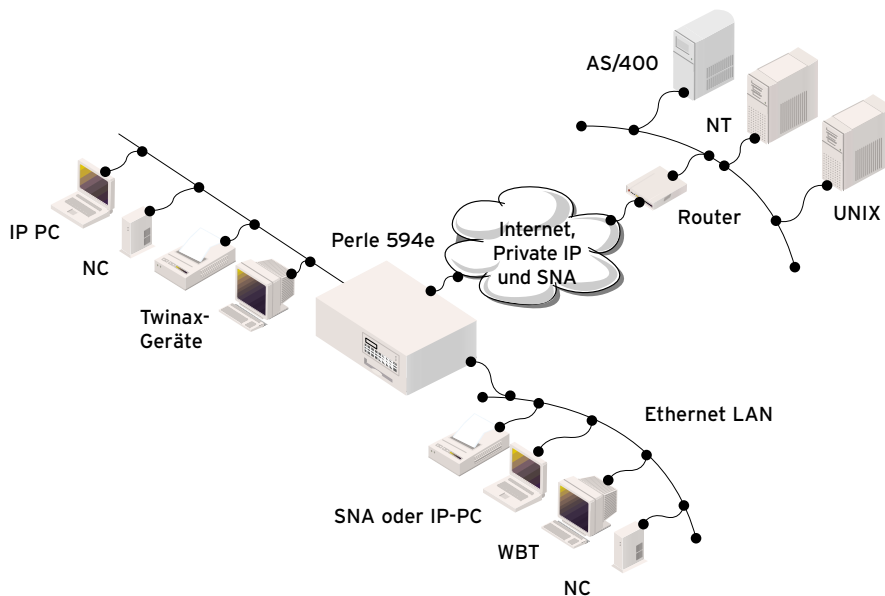 AS/400
NT
UNIX
Router
Internet,
Private IP
und SNA
Perle 594e
IP PC
NC
Twinax-
Geräte
Ethernet LAN
SNA oder IP-PC
WBT
NC